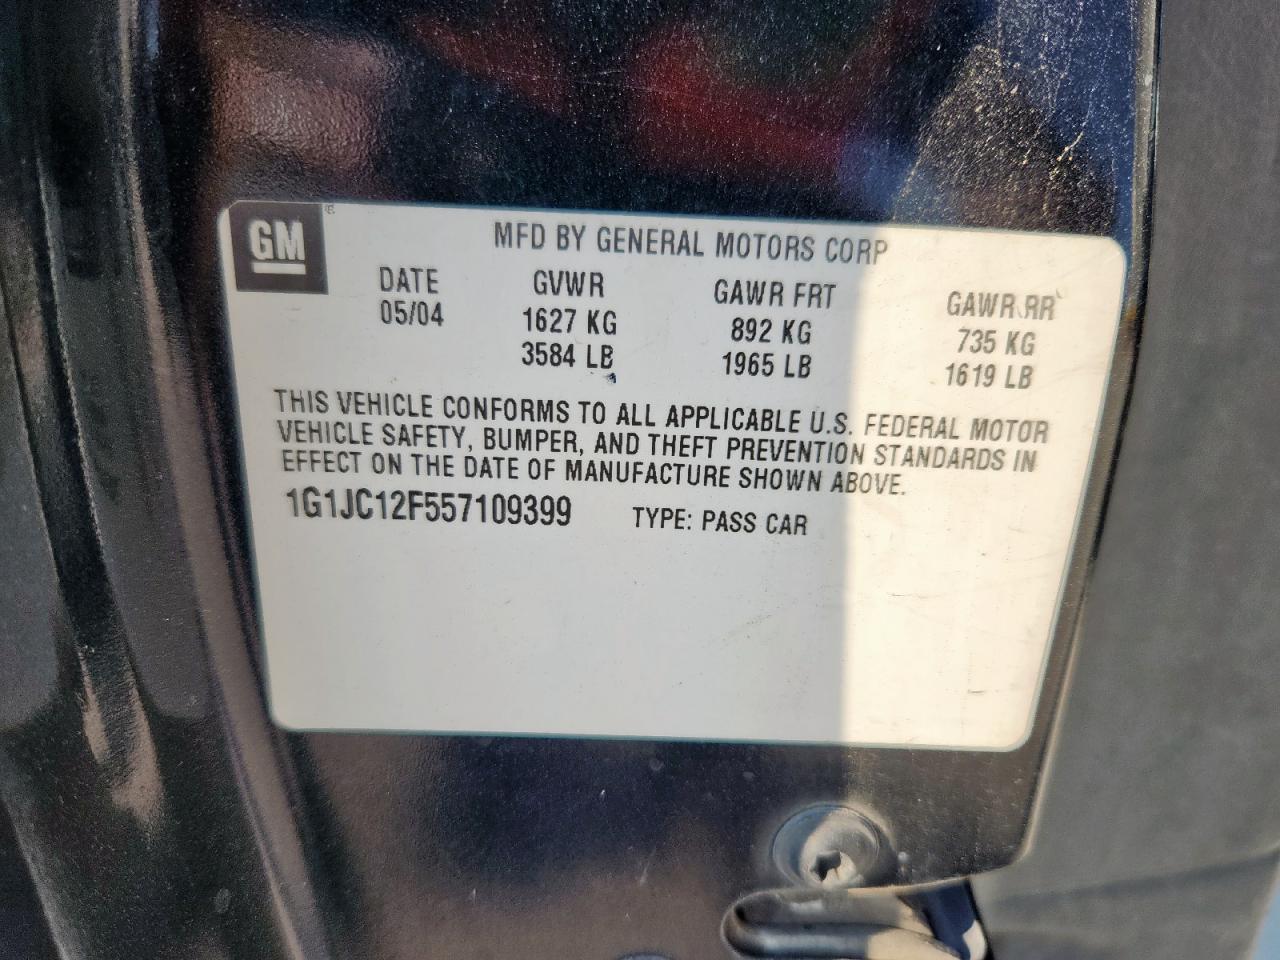 GM
MFD BY GENERAL MOTORS CORP
DATE GVWR GAWR FRT GAWR RR
05/04 1627 KG 892 KG 735 KG
3584 LB 1965 LB 1619 LB
THIS VEHICLE CONFORMS TO ALL APPLICABLE U.S. FEDERAL MOTOR
VEHICLE SAFETY, BUMPER, AND THEFT PREVENTION STANDARDS IN
EFFECT ON THE DATE OF MANUFACTURE SHOWN ABOVE.
1G1JC12F557109399 TYPE: PASS CAR